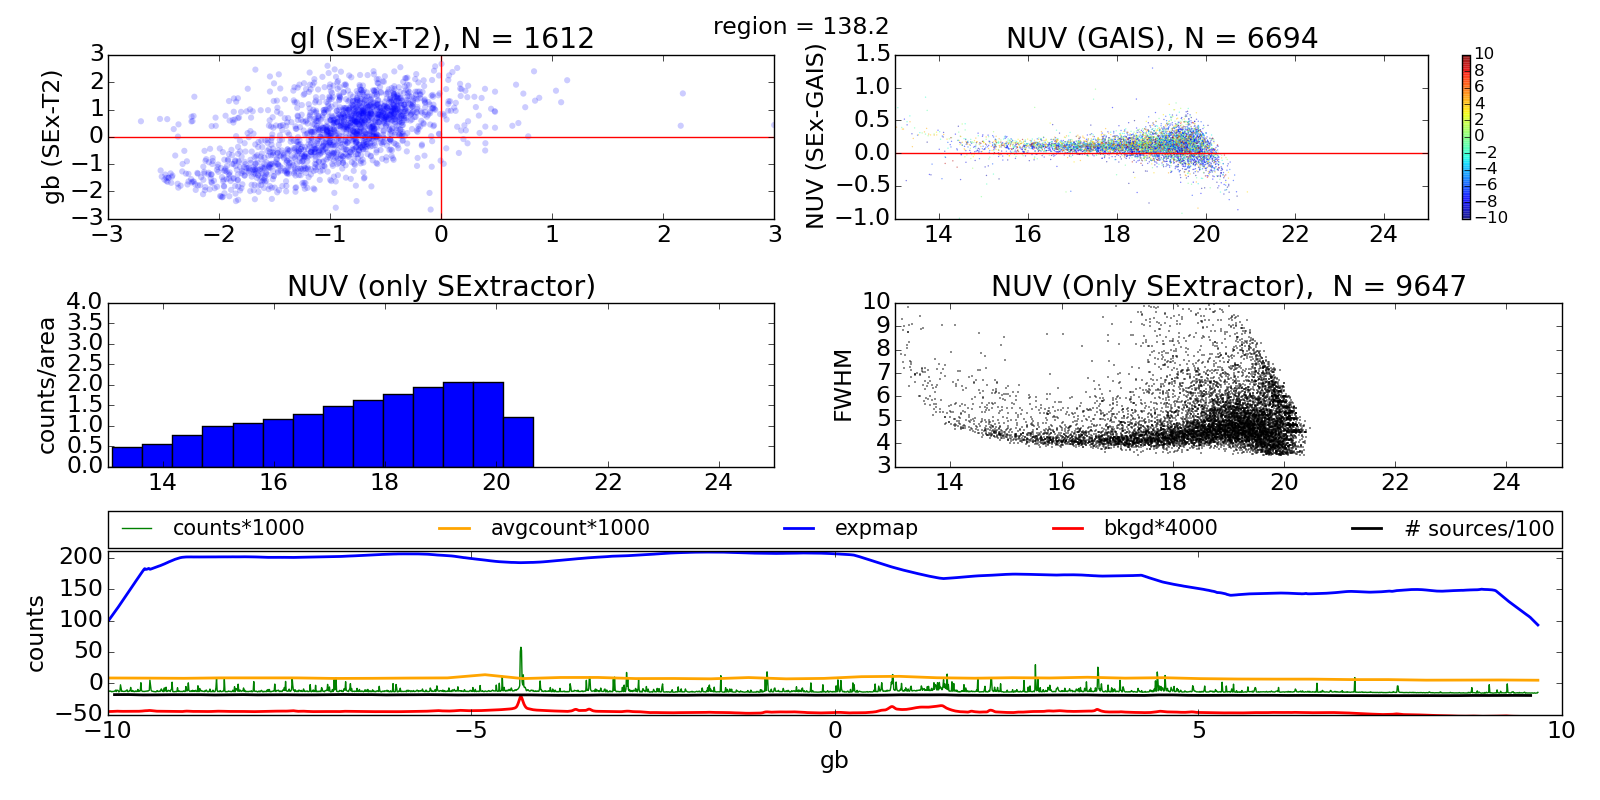 region = 138.2
gl (SEx-T2), N = 1612
NUV (GAIS), N = 6694
gb (SEx-T2)
3
2
1
0
−1
−2
−3
−3 −2 −1 0 1 2 3
NUV (SEx-GAIS)
1.5
1.0
0.5
0.0
−0.5
−1.0
14 16 18 20 22 24
10
8
6
4
2
0
−2
−4
−6
−8
−10
NUV (only SExtractor)
NUV (Only SExtractor), N = 9647
counts/area
4.0
3.5
3.0
2.5
2.0
1.5
1.0
0.5
0.0
14 16 18 20 22 24
FWHM
10
9
8
7
6
5
4
3
14 16 18 20 22 24
counts*1000 avgcount*1000 expmap bkgd*4000 # sources/100
counts
200
150
100
50
0
−50
−10 −5 0 5 10
gb